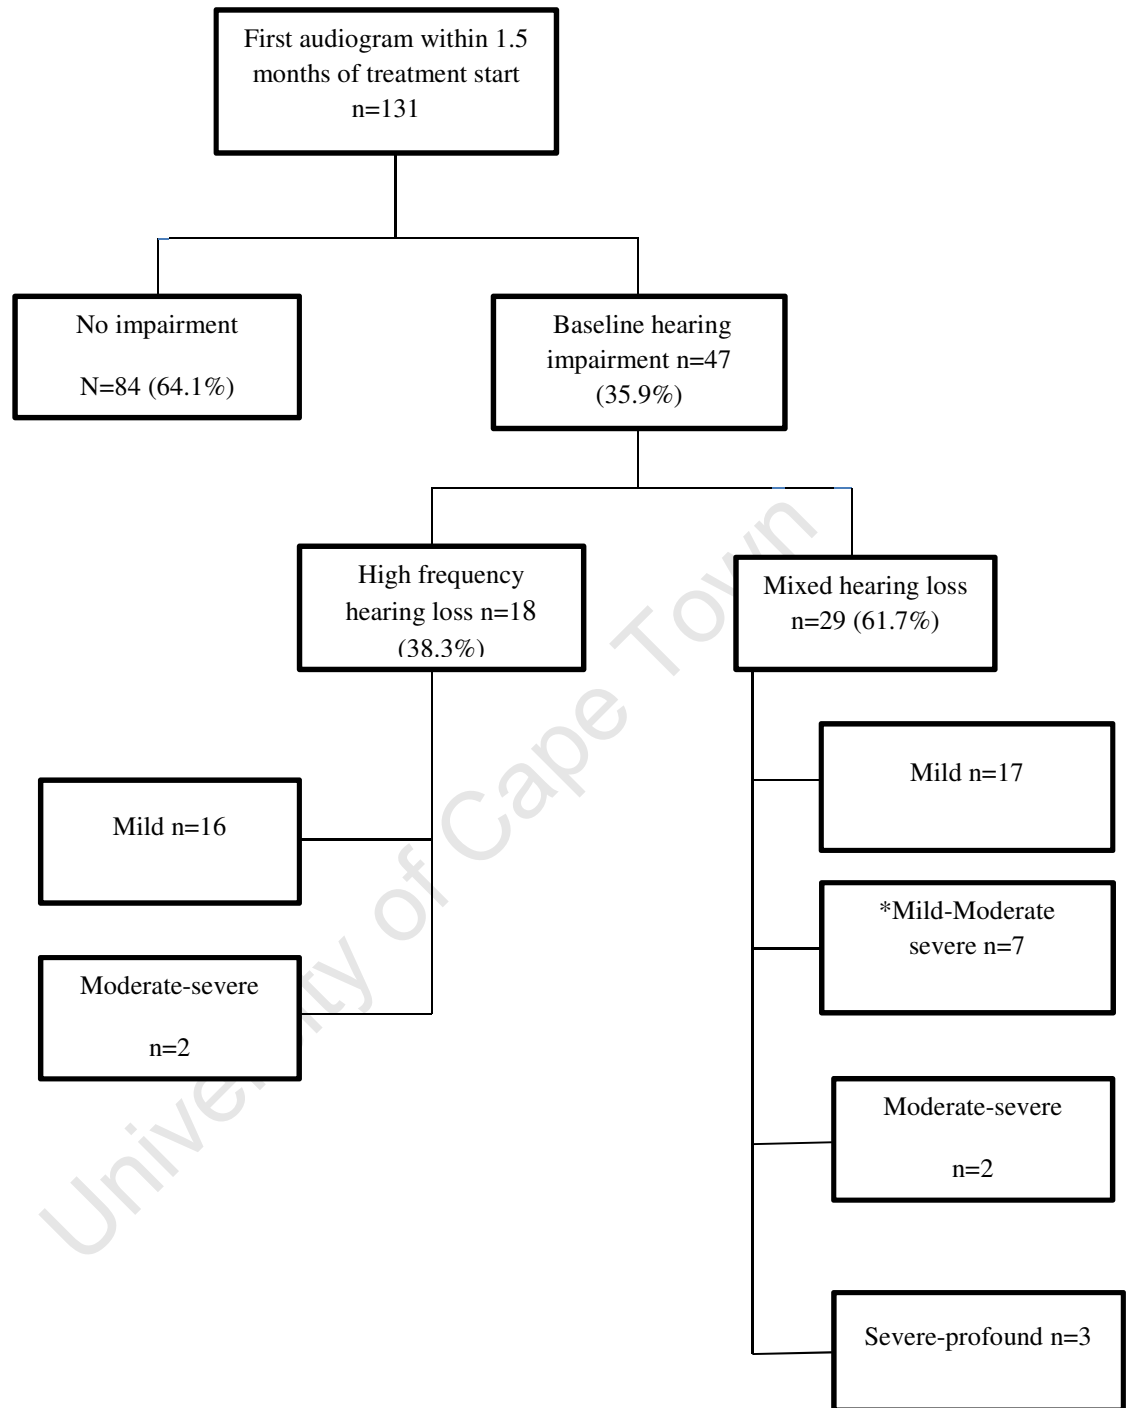 First audiogram within 1.5
months of treatment start
n=131
No impairment
N=84 (64.1%)
Baseline hearing
impairment n=47
(35.9%)
High frequency
hearing loss n=18
(38.3%)
Mixed hearing loss
n=29 (61.7%)
Mild n=16
Moderate-severe
n=2
Mild n=17
*Mild-Moderate
severe n=7
Moderate-severe
n=2
Severe-profound n=3
University of Cape Town